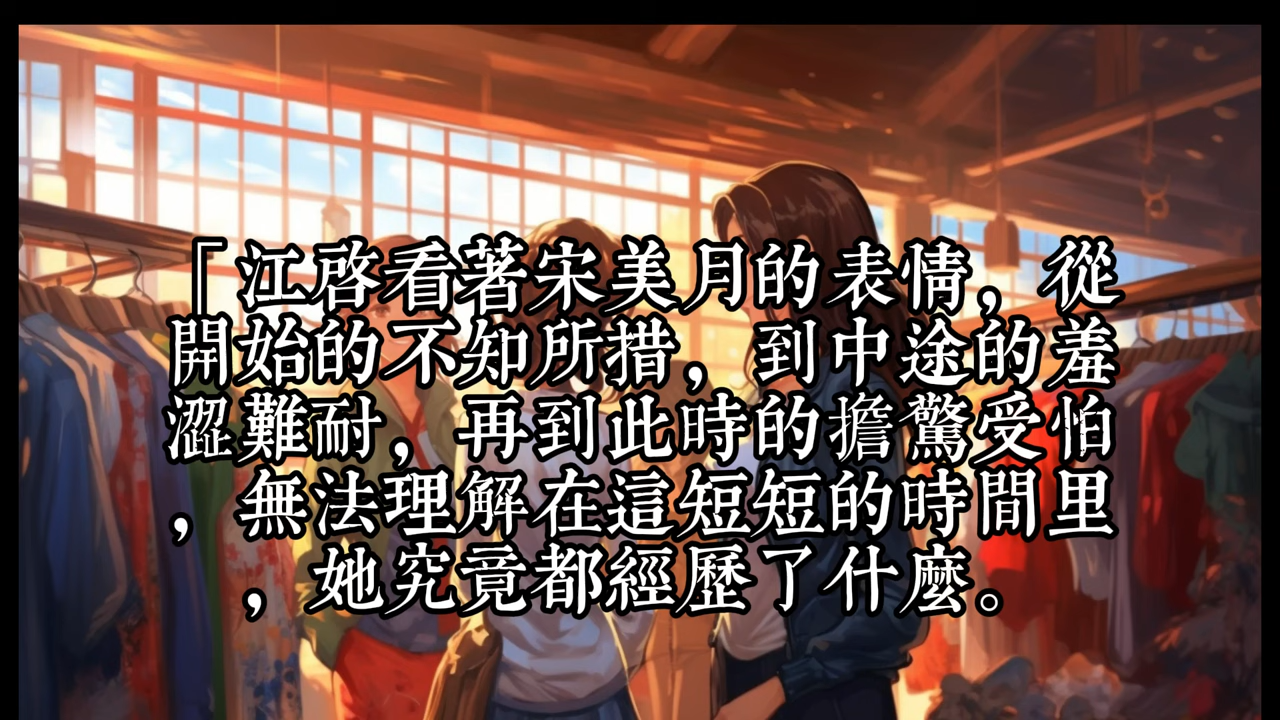 「江啓看著宋美月的表情，從
開始的不知所措，到中途的羞
澀難耐，再到此時的擔驚受怕
，無法理解在這短短的時間里
，她究竟都經歷了什麼。